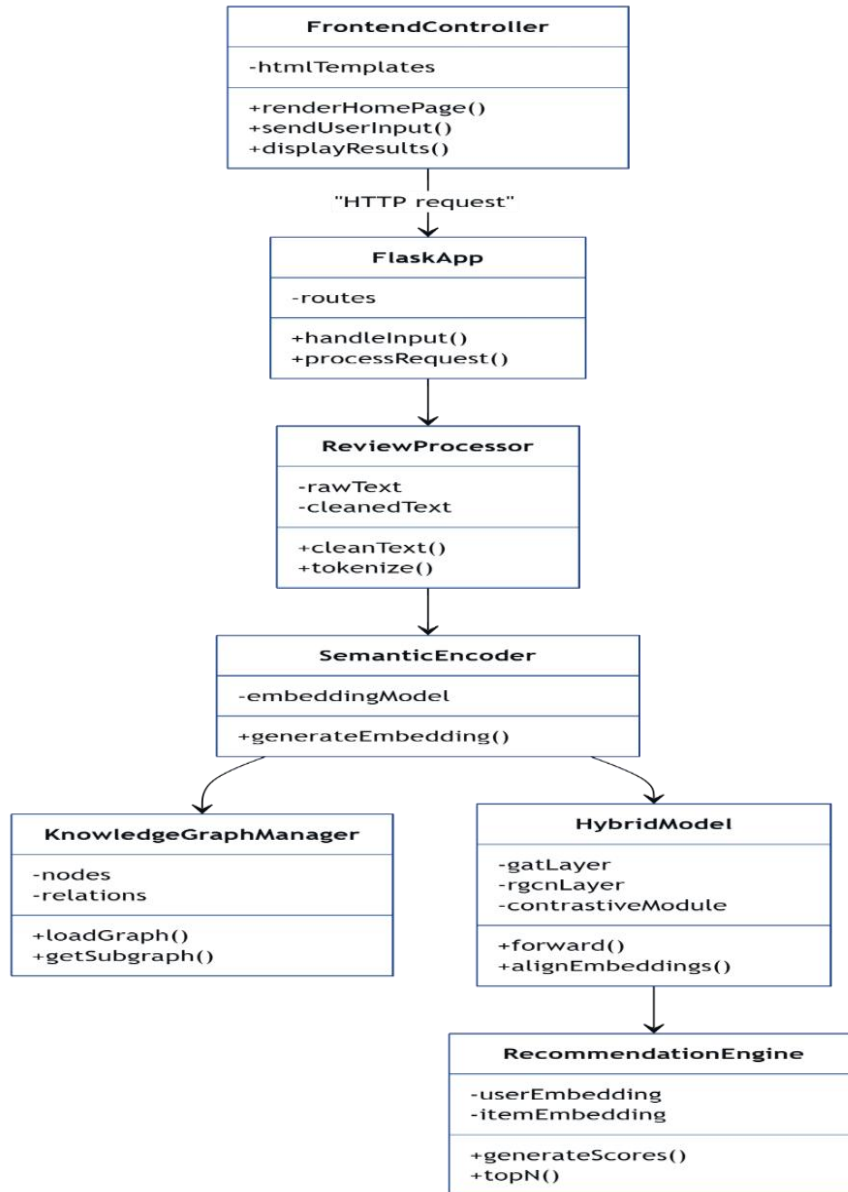 FrontendController
-htmlTemplates
+renderHomePage()
+sendUserInput()
+displayResults()
"HTTP request"
FlaskApp
-routes
+handleInput()
+processRequest()
ReviewProcessor
-rawText
-cleanedText
+cleanText()
+tokenize()
SemanticEncoder
-embeddingModel
+generateEmbedding()
KnowledgeGraphManager
-nodes
-relations
+loadGraph()
+getSubgraph()
HybridModel
-gatLayer
-rgcnLayer
-contrastiveModule
+forward()
+alignEmbeddings()
RecommendationEngine
-userEmbedding
-itemEmbedding
+generateScores()
+topN()